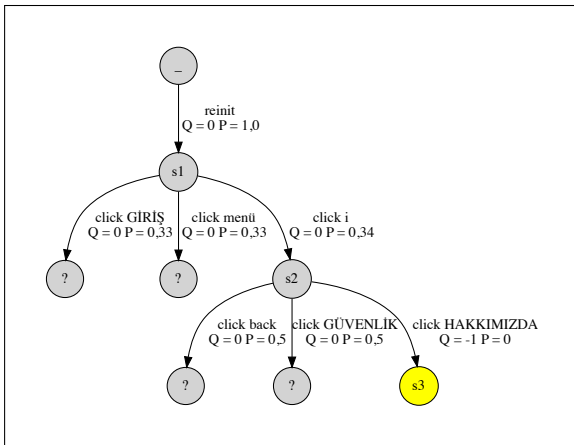 _
reinit
Q = 0 P = 1,0
s1
click GİRİŞ
Q = 0 P = 0,33
click menü
Q = 0 P = 0,33
click i
Q = 0 P = 0,34
?
?
s2
click back
Q = 0 P = 0,5
click GÜVENLİK
Q = 0 P = 0,5
click HAKKIMIZDA
Q = -1 P = 0
?
?
s3